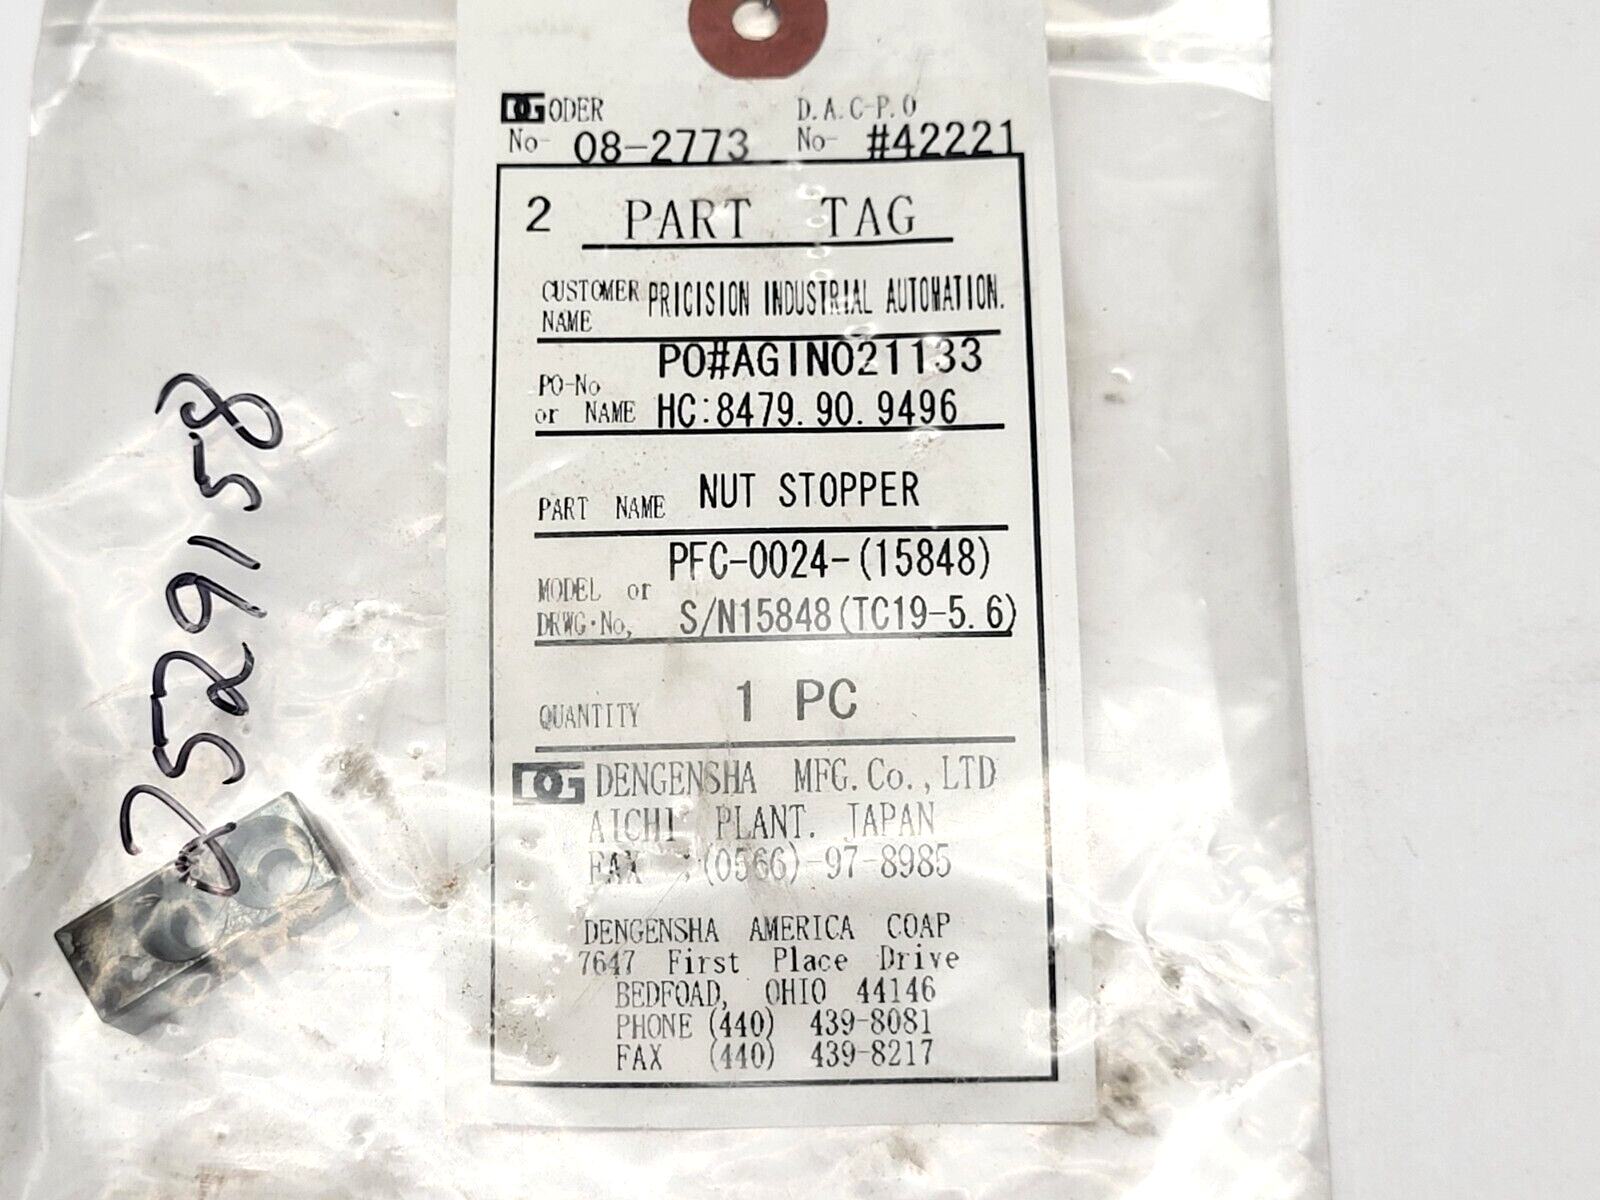 DG ODER D.A.C-P.O
No- 08-2773 No- #42221
2 PART TAG
CUSTOMER NAME PRICISION INDUSTRIAL AUTOMATION.
PO#AGIN021133
PO-No
or NAME HC:8479.90.9496
PART NAME NUT STOPPER
PFC-0024-(15848)
MODEL or
DRWG·No, S/N15848(TC19-5.6)
QUANTITY 1 PC
DG DENGENSHA MFG.Co.,LTD
AICHI PLANT. JAPAN
FAX :(0566)-97-8985
DENGENSHA AMERICA COAP
7647 First Place Drive
BEDFOAD, OHIO 44146
PHONE (440) 439-8081
FAX (440) 439-8217
7529158